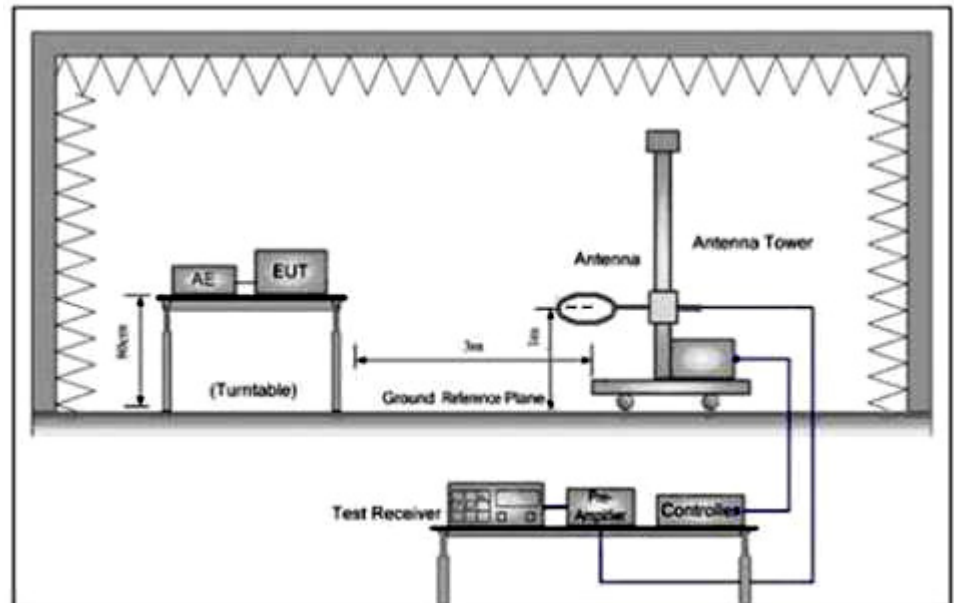 Antenna Tower
Antenna
AE
EUT
80cm
3m
1m
(Turntable)
Ground Reference Plane
Test Receiver
Pre-
Amplifier
Controller